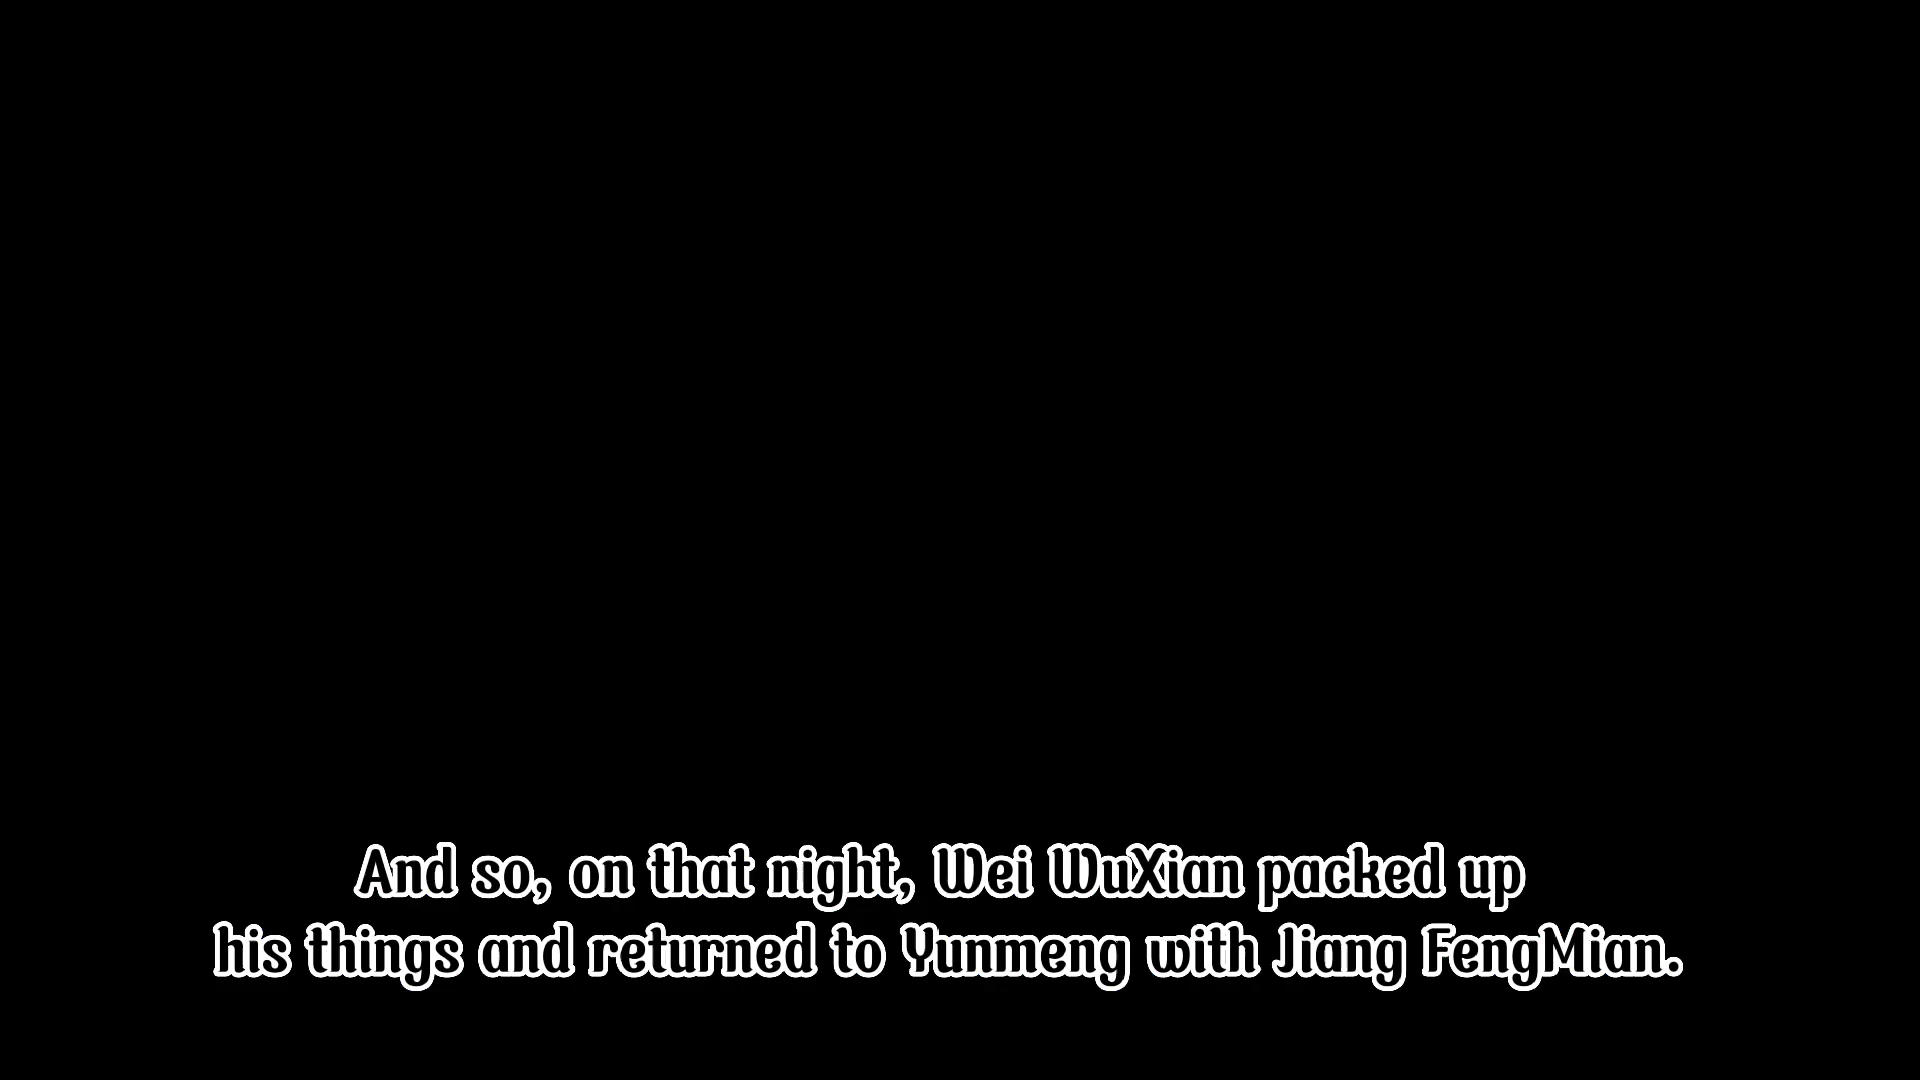 And so, on that night, Wei WuXian packed up
his things and returned to Yunmeng with Jiang FengMian.